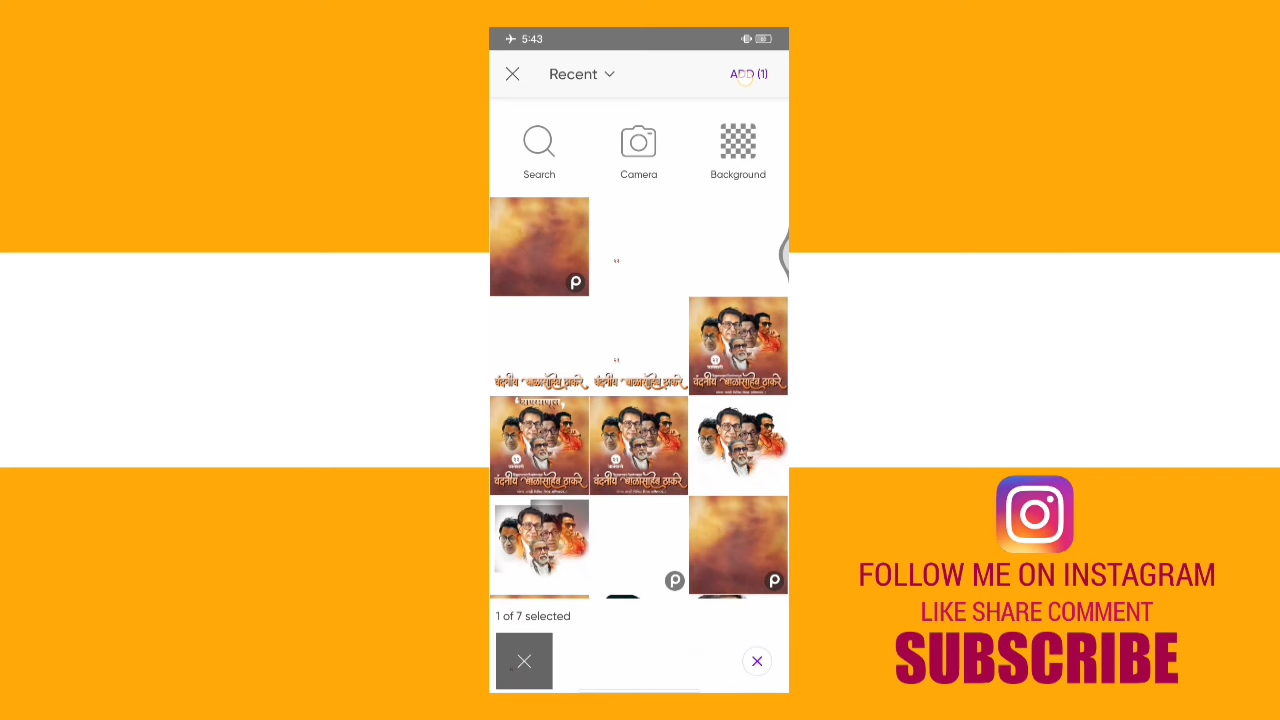 5:43
Recent
ADD (1)
Search
Camera
Background
वंदनीय बाळासाहेब ठाकरे
वंदनीय बाळासाहेब ठाकरे
वंदनीय बाळासाहेब ठाकरे
वंदनीय बाळासाहेब ठाकरे
वंदनीय बाळासाहेब ठाकरे
1 of 7 selected
FOLLOW ME ON INSTAGRAM
LIKE SHARE COMMENT
SUBSCRIBE